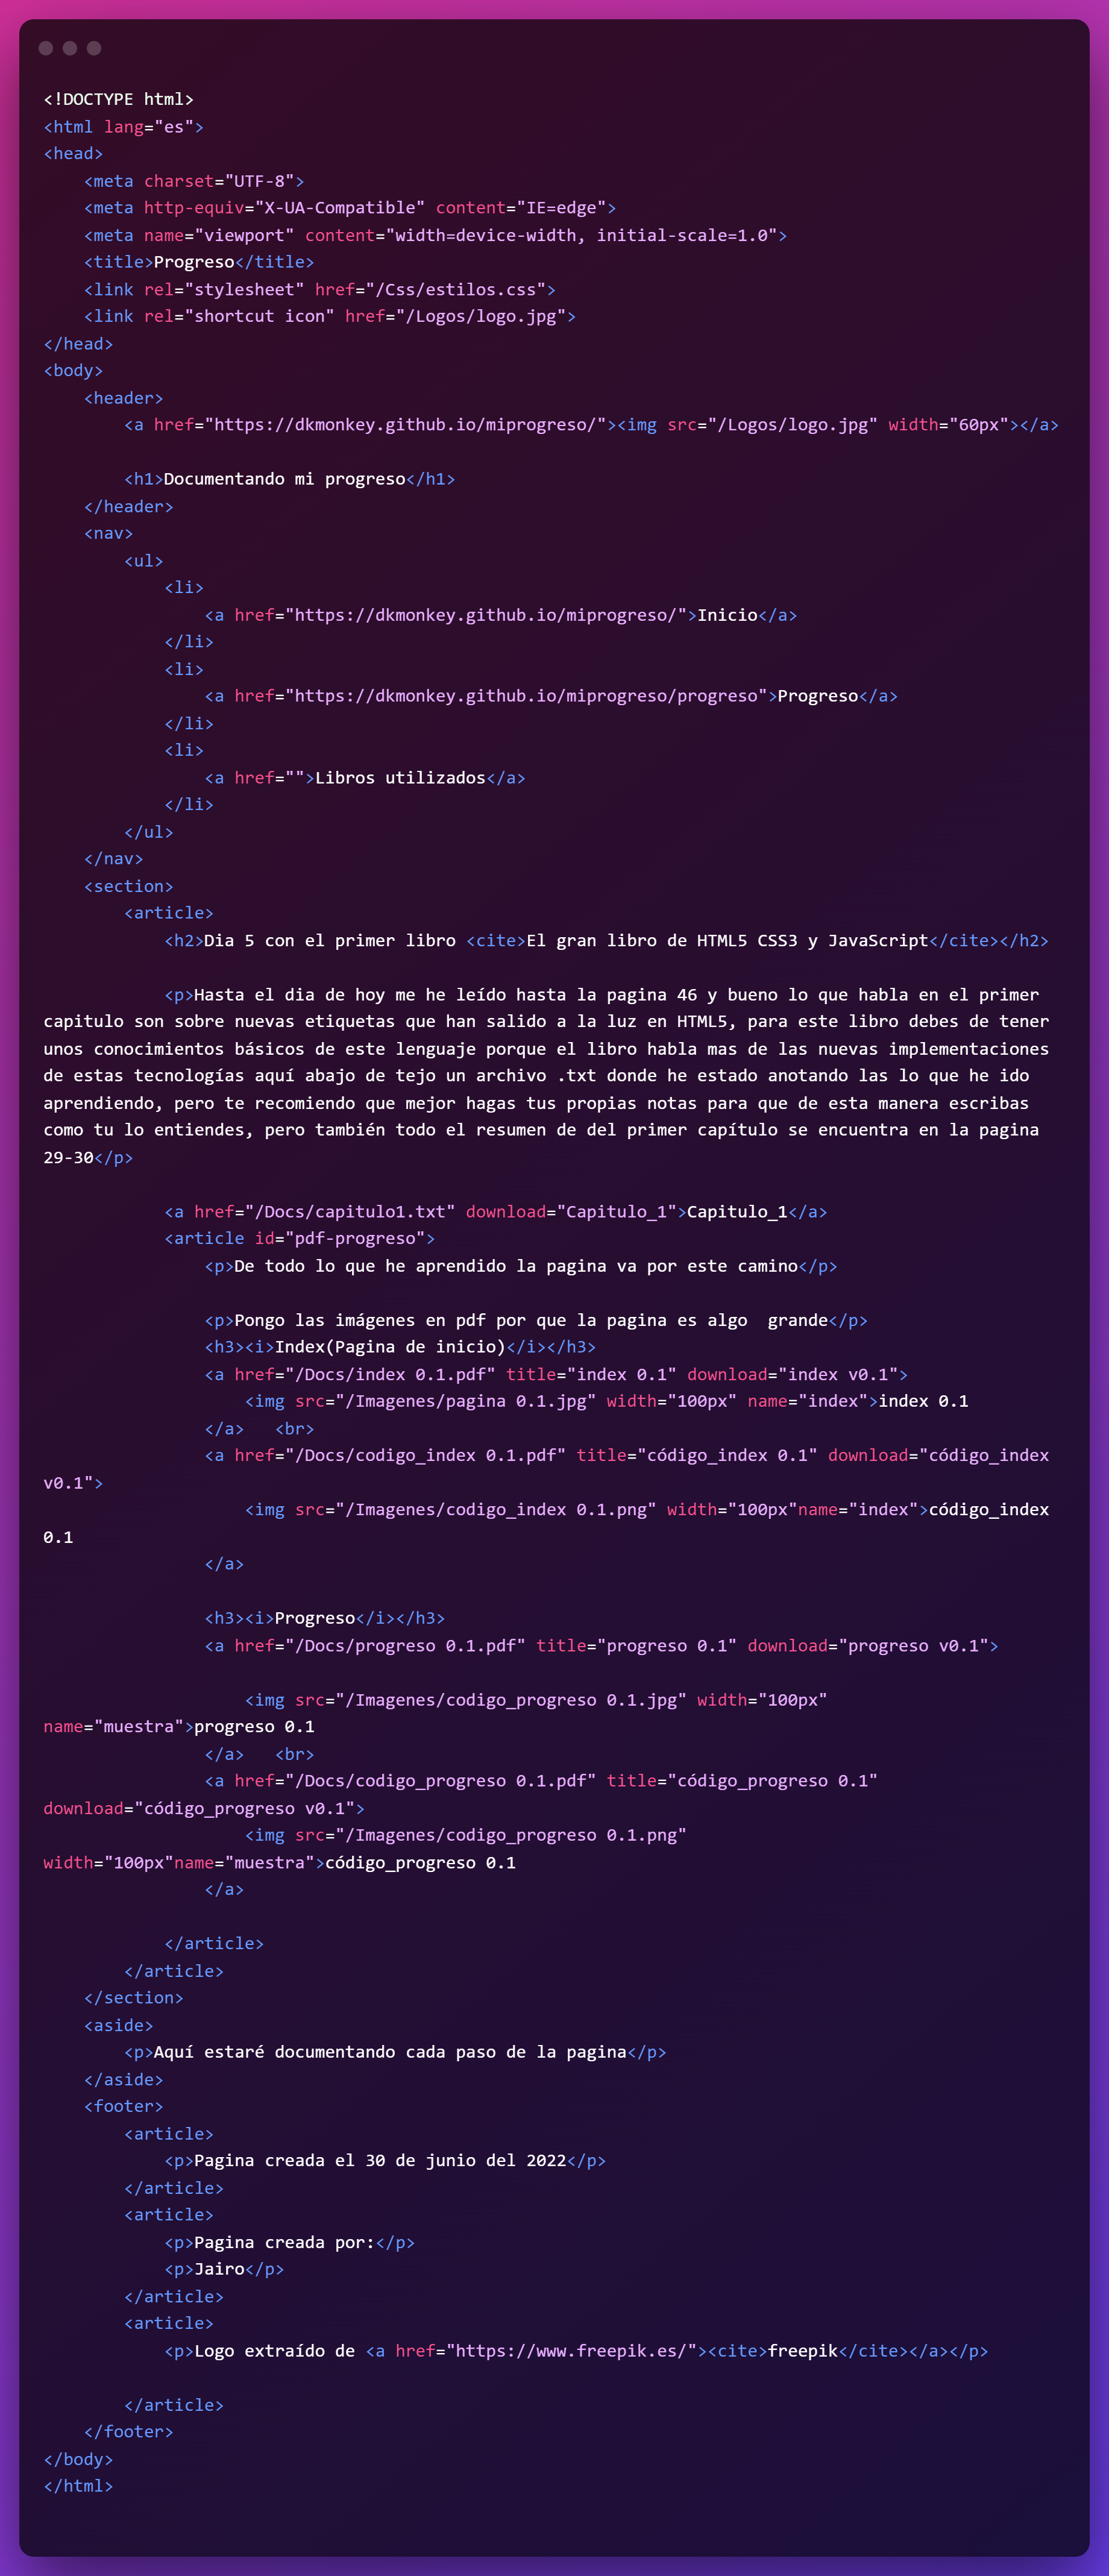 <!DOCTYPE html>
<html lang="es">
<head>
    <meta charset="UTF-8">
    <meta http-equiv="X-UA-Compatible" content="IE=edge">
    <meta name="viewport" content="width=device-width, initial-scale=1.0">
    <title>Progreso</title>
    <link rel="stylesheet" href="/Css/estilos.css">
    <link rel="shortcut icon" href="/Logos/logo.jpg">
</head>
<body>
    <header>
        <a href="https://dkmonkey.github.io/miprogreso/"><img src="/Logos/logo.jpg" width="60px"></a>

        <h1>Documentando mi progreso</h1>
    </header>
    <nav>
        <ul>
            <li>
                <a href="https://dkmonkey.github.io/miprogreso/">Inicio</a>
            </li>
            <li>
                <a href="https://dkmonkey.github.io/miprogreso/progreso">Progreso</a>
            </li>
            <li>
                <a href="">Libros utilizados</a>
            </li>
        </ul>
    </nav>
    <section>
        <article>
            <h2>Dia 5 con el primer libro <cite>El gran libro de HTML5 CSS3 y JavaScript</cite></h2>

            <p>Hasta el dia de hoy me he leído hasta la pagina 46 y bueno lo que habla en el primer
capitulo son sobre nuevas etiquetas que han salido a la luz en HTML5, para este libro debes de tener
unos conocimientos básicos de este lenguaje porque el libro habla mas de las nuevas implementaciones
de estas tecnologías aquí abajo de tejo un archivo .txt donde he estado anotando las lo que he ido
aprendiendo, pero te recomiendo que mejor hagas tus propias notas para que de esta manera escribas
como tu lo entiendes, pero también todo el resumen de del primer capítulo se encuentra en la pagina
29-30</p>

            <a href="/Docs/capitulo1.txt" download="Capitulo_1">Capitulo_1</a>
            <article id="pdf-progreso">
                <p>De todo lo que he aprendido la pagina va por este camino</p>

                <p>Pongo las imágenes en pdf por que la pagina es algo  grande</p>
                <h3><i>Index(Pagina de inicio)</i></h3>
                <a href="/Docs/index 0.1.pdf" title="index 0.1" download="index v0.1">
                    <img src="/Imagenes/pagina 0.1.jpg" width="100px" name="index">index 0.1
                </a>   <br>
                <a href="/Docs/codigo_index 0.1.pdf" title="código_index 0.1" download="código_index
v0.1">
                    <img src="/Imagenes/codigo_index 0.1.png" width="100px"name="index">código_index
0.1
                </a>

                <h3><i>Progreso</i></h3>
                <a href="/Docs/progreso 0.1.pdf" title="progreso 0.1" download="progreso v0.1">

                    <img src="/Imagenes/codigo_progreso 0.1.jpg" width="100px"
name="muestra">progreso 0.1
                </a>   <br>
                <a href="/Docs/codigo_progreso 0.1.pdf" title="código_progreso 0.1"
download="código_progreso v0.1">
                    <img src="/Imagenes/codigo_progreso 0.1.png"
width="100px"name="muestra">código_progreso 0.1
                </a>

            </article>
        </article>
    </section>
    <aside>
        <p>Aquí estaré documentando cada paso de la pagina</p>
    </aside>
    <footer>
        <article>
            <p>Pagina creada el 30 de junio del 2022</p>
        </article>
        <article>
            <p>Pagina creada por:</p>
            <p>Jairo</p>
        </article>
        <article>
            <p>Logo extraído de <a href="https://www.freepik.es/"><cite>freepik</cite></a></p>

        </article>
    </footer>
</body>
</html>